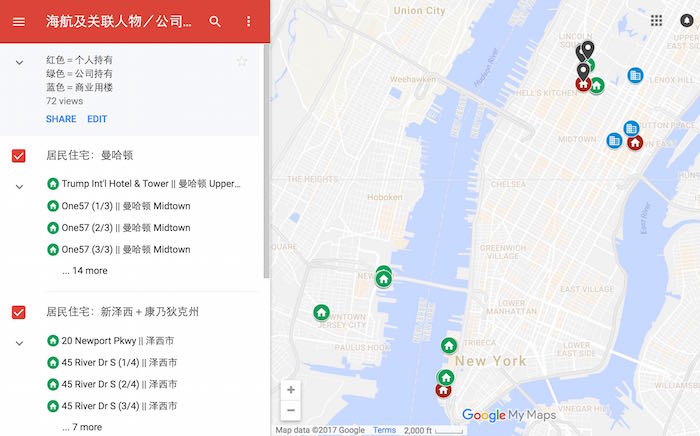 海航及关联人物／公司...
红色 = 个人持有
绿色 = 公司持有
蓝色 = 商业用楼
72 views
SHARE EDIT
居民住宅：曼哈顿
Trump Int'l Hotel & Tower || 曼哈顿 Upper...
One57 (1/3) || 曼哈顿 Midtown
One57 (2/3) || 曼哈顿 Midtown
One57 (3/3) || 曼哈顿 Midtown
... 14 more
居民住宅：新泽西＋康乃狄克州
20 Newport Pkwy || 泽西市
45 River Dr S (1/4) || 泽西市
45 River Dr S (2/4) || 泽西市
45 River Dr S (3/4) || 泽西市
... 7 more
Union City
LINCOLN SQUARE
Weehawken
Hudson River
LENOX HILL
HELL'S KITCHEN
MIDTOWN
THE HEIGHTS
CHELSEA
Hoboken
East River
GREENWICH VILLAGE
EAST VILLAGE
DOWNTOWN JERSEY CITY
LOWER MANHATTAN
PAULUS HOOK
TRIBECA
LOWER EAST SIDE
New York
VINEGAR HILL
Google My Maps
Map data ©2017 Google Terms 2,000 ft